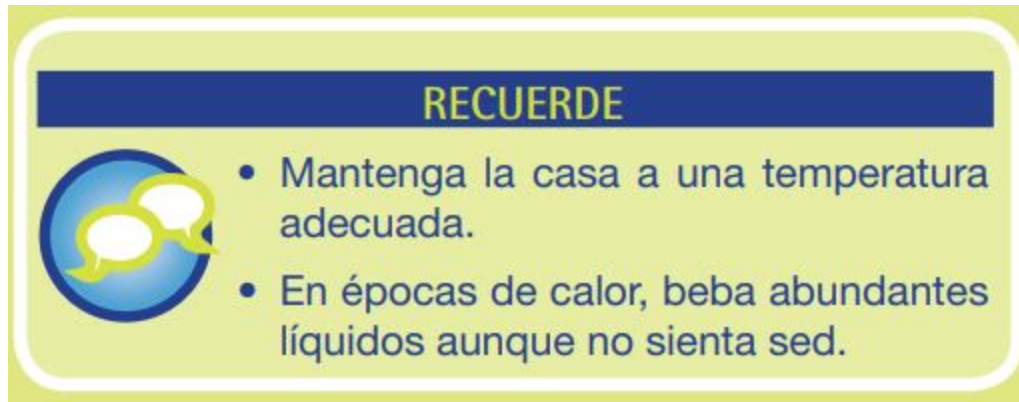 RECUERDE
• Mantenga la casa a una temperatura
adecuada.
• En épocas de calor, beba abundantes
líquidos aunque no sienta sed.